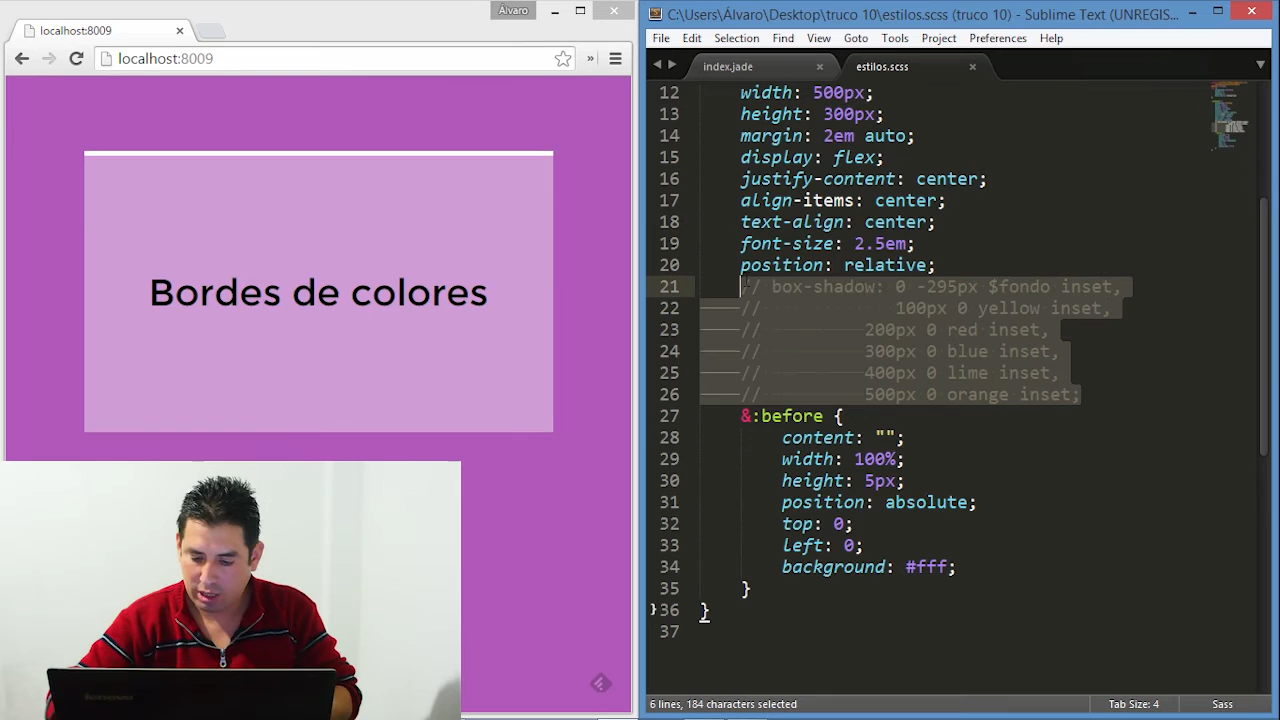 Álvaro
localhost:8009
localhost:8009
»
Bordes de colores
C:\Users\Álvaro\Desktop\truco 10\estilos.scss (truco 10) - Sublime Text (UNREGIS...
File Edit Selection Find View Goto Tools Project Preferences Help
index.jade estilos.scss
12 width: 500px;
13 height: 300px;
14 margin: 2em auto;
15 display: flex;
16 justify-content: center;
17 align-items: center;
18 text-align: center;
19 font-size: 2.5em;
20 position: relative;
21 // box-shadow: 0 -295px $fondo inset,
22 // 100px 0 yellow inset,
23 // 200px 0 red inset,
24 // 300px 0 blue inset,
25 // 400px 0 lime inset,
26 // 500px 0 orange inset;
27 &:before {
28 content: "";
29 width: 100%;
30 height: 5px;
31 position: absolute;
32 top: 0;
33 left: 0;
34 background: #fff;
35 }
36 }
37
6 lines, 184 characters selected Tab Size: 4 Sass